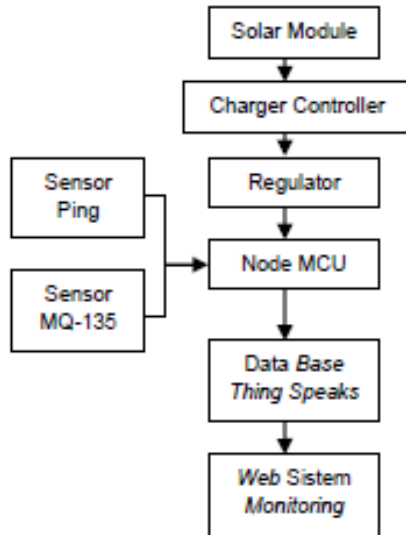 Solar Module
Charger Controller
Sensor
Ping
Regulator
Node MCU
Sensor
MQ-135
Data Base
Thing Speaks
Web Sistem
Monitoring